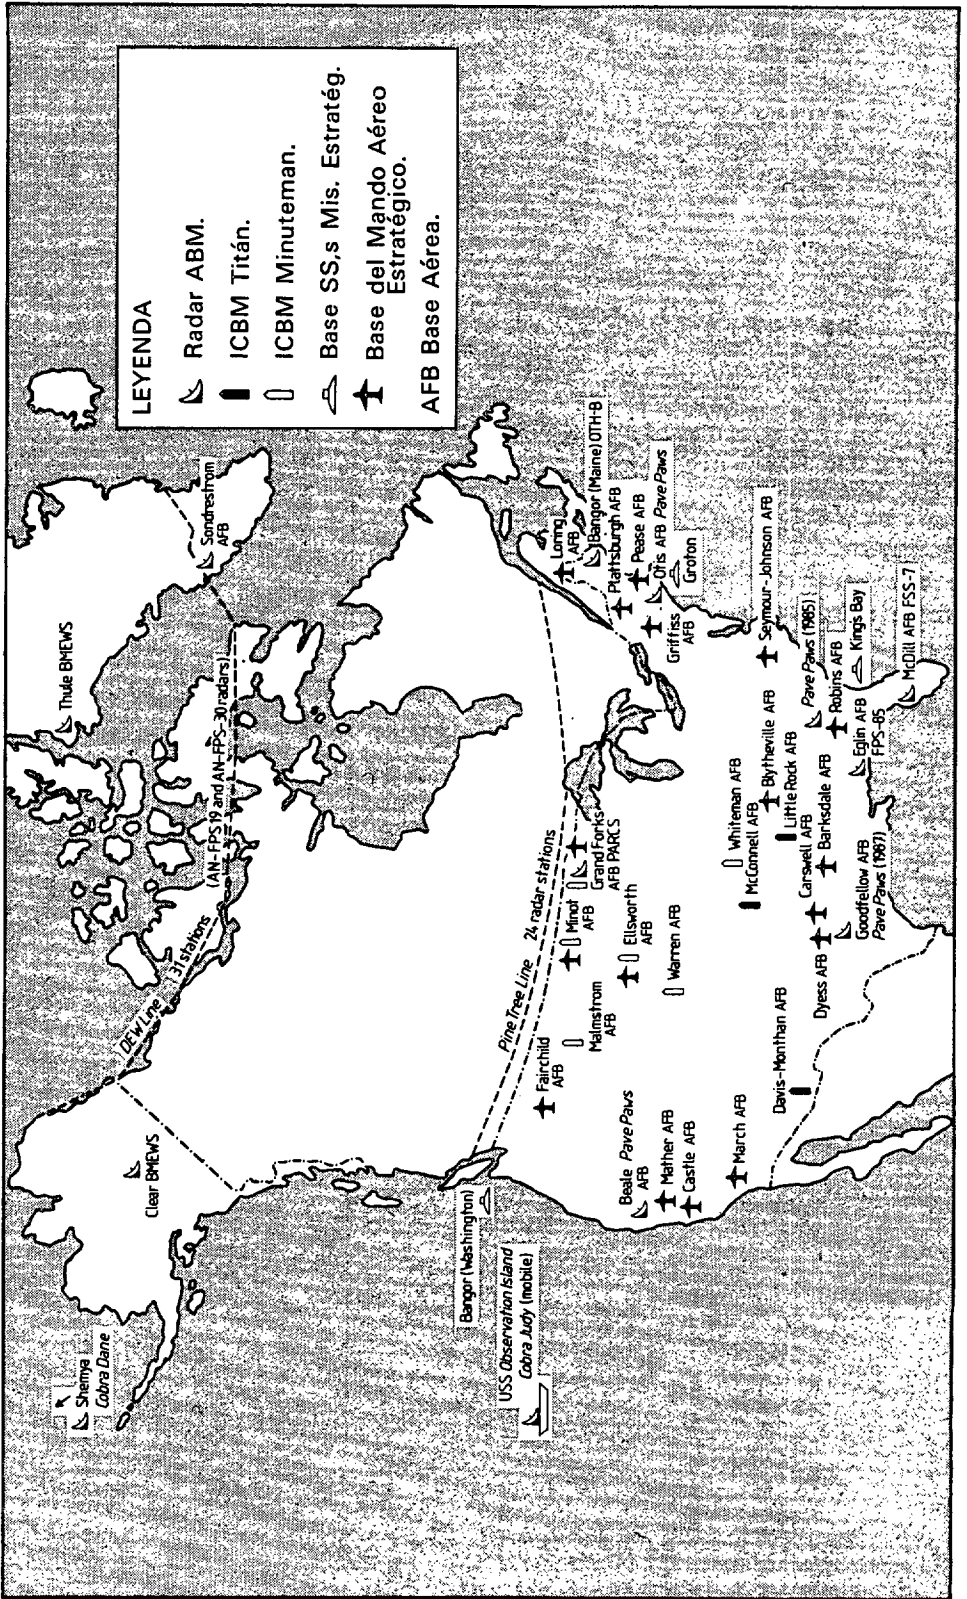 LEYENDA
Radar ABM.
ICBM Titán.
ICBM Minuteman.
Base SS,s Mis. Estratég.
Base del Mando Aéreo
Estratégico.
AFB Base Aérea.
Shemya
Cobra Dane
Clear BMEWS
DEW Line
31 stations
(AN-FPS 19 and AN-FPS-30 radars)
Thule BMEWS
Sondrestrom
AFB
Bangor (Washington)
USS Observation Island
Cobra Judy (mobile)
Pine Tree Line
24 radar stations
Fairchild
AFB
Malmstrom
AFB
Minot
AFB
Grand Forks
AFB PARCS
Ellsworth
AFB
Warren AFB
Loring
AFB
Bangor (Maine) OTH-B
Plattsburgh AFB
Pease AFB
Otis AFB Pave Paws
Groton
Griffiss
AFB
Beale Pave Paws
AFB
Mather AFB
Castle AFB
March AFB
Davis-Monthan AFB
Whiteman AFB
McConnell AFB
Blytheville AFB
Little Rock AFB
Seymour-Johnson AFB
Dyess AFB
Carswell AFB
Barksdale AFB
Goodfellow AFB
Pave Paws (1987)
Pave Paws (1985)
Robins AFB
Eglin AFB
FPS-85
Kings Bay
McDill AFB FSS-7